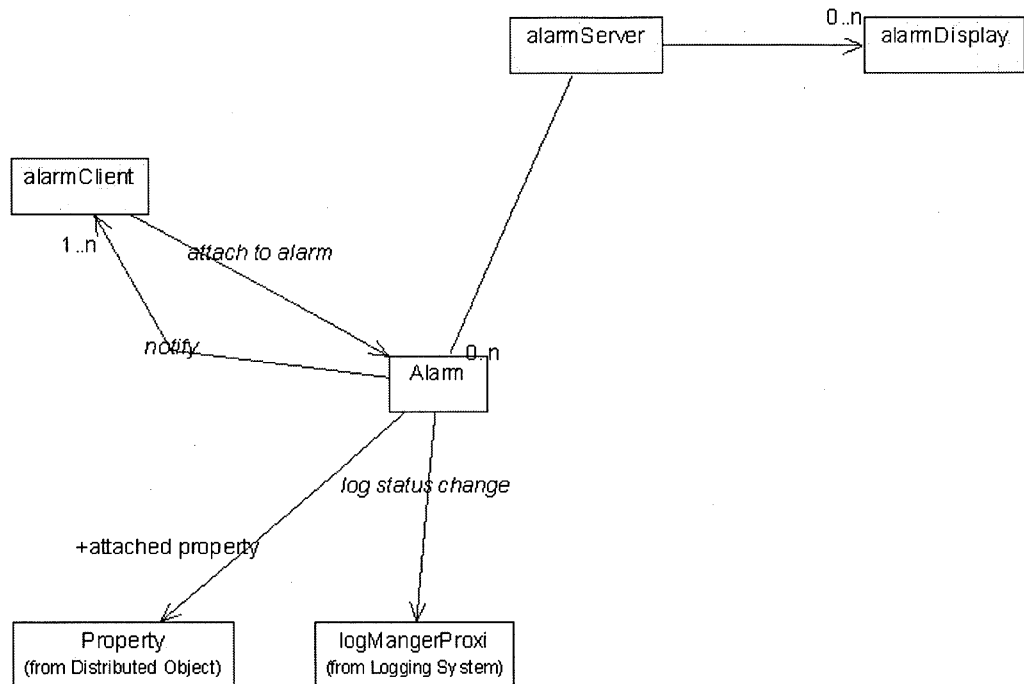 0..n
alarmServer
alarmDisplay
alarmClient
1..n
attach to alarm
notify
0..n
Alarm
log status change
+attached property
Property
(from Distributed Object)
logMangerProxi
(from Logging System)